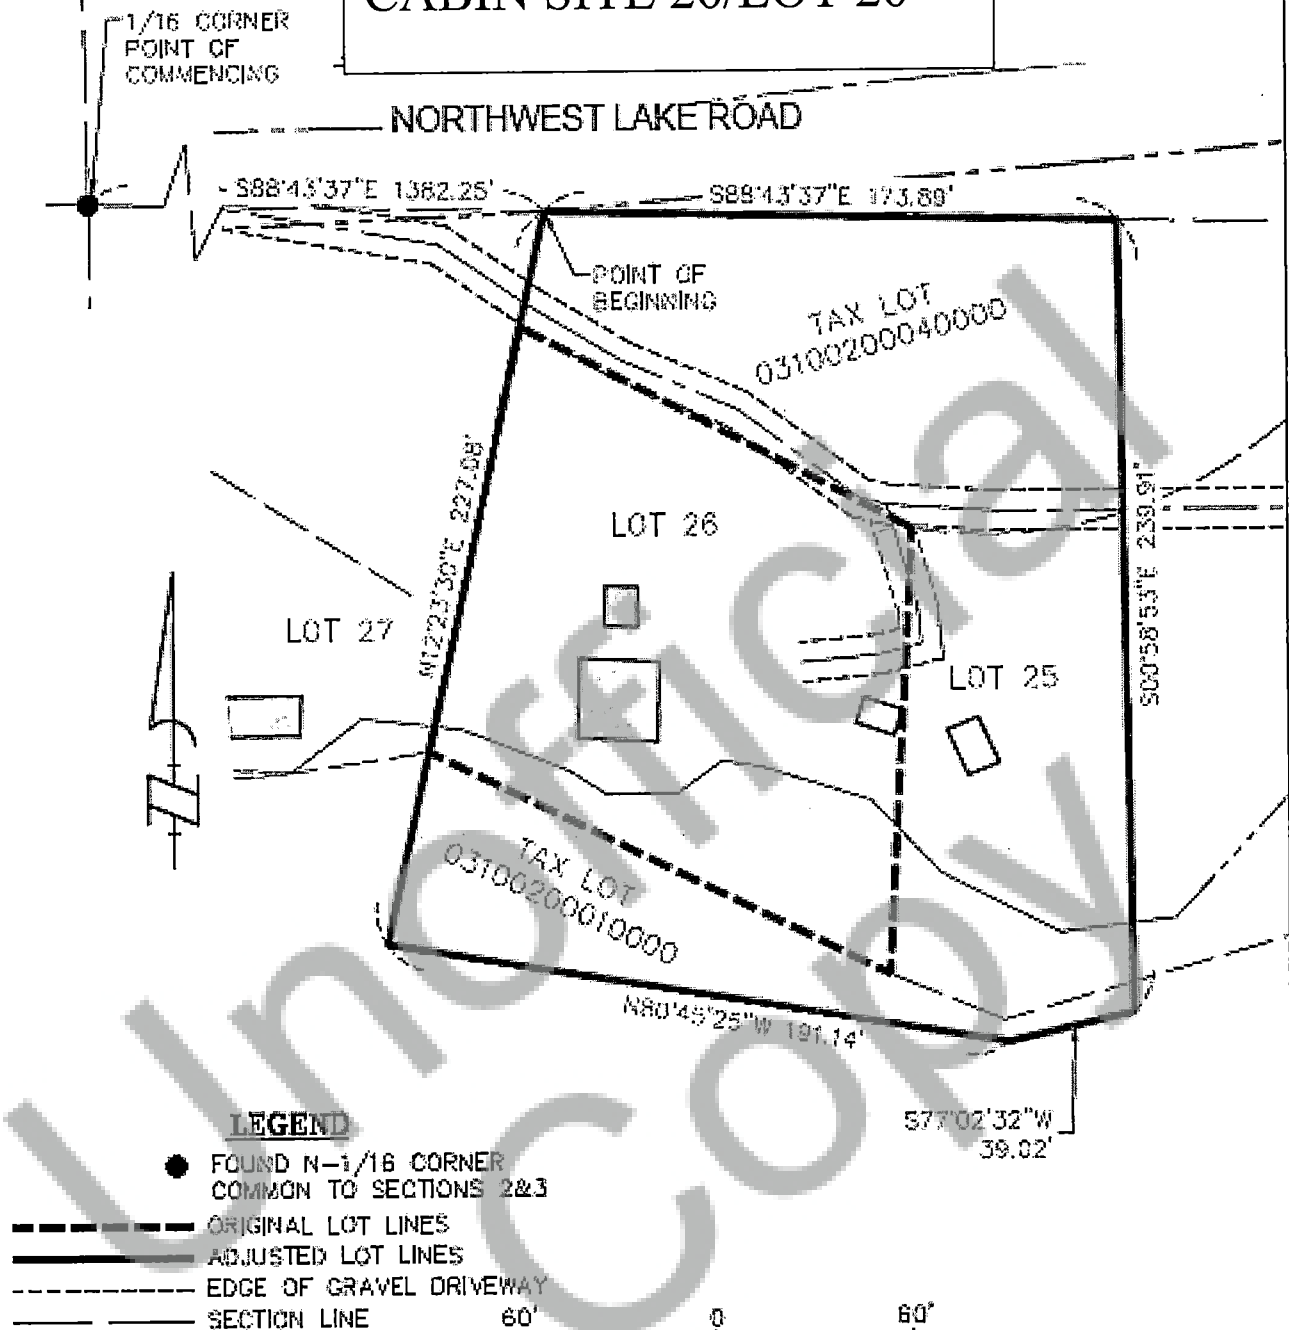 CABIN SITE 26/LOT 26
1/16 CORNER
POINT OF
COMMENCING
NORTHWEST LAKE ROAD
S88°43'37"E 1382.25'
S88°43'37"E 173.89'
POINT OF
BEGINNING
TAX LOT
03100200040000
N12°23'30"E 227.08'
LOT 26
S00°58'53"E 239.91'
LOT 27
LOT 25
TAX LOT
03100200010000
N80°45'25"W 191.14'
S77°02'32"W
39.02'
LEGEND
FOUND N-1/16 CORNER
COMMON TO SECTIONS 2&3
ORIGINAL LOT LINES
ADJUSTED LOT LINES
EDGE OF GRAVEL DRIVEWAY
SECTION LINE
60' 0 60'
Unofficial
Copy